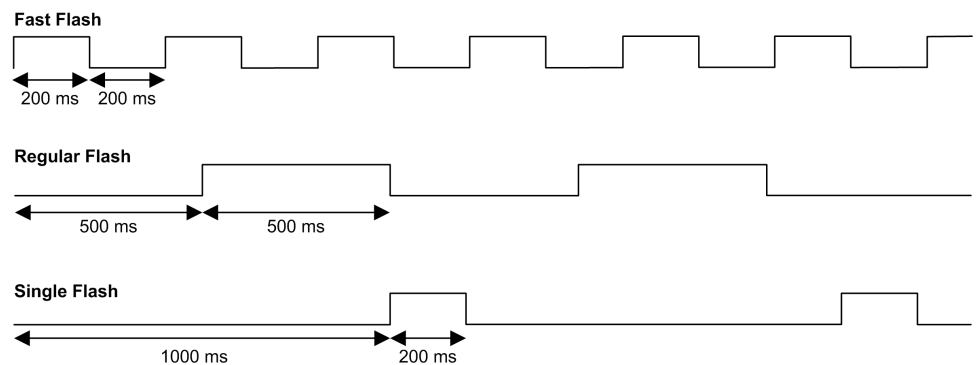 Fast Flash
200 ms 200 ms
Regular Flash
500 ms 500 ms
Single Flash
1000 ms 200 ms